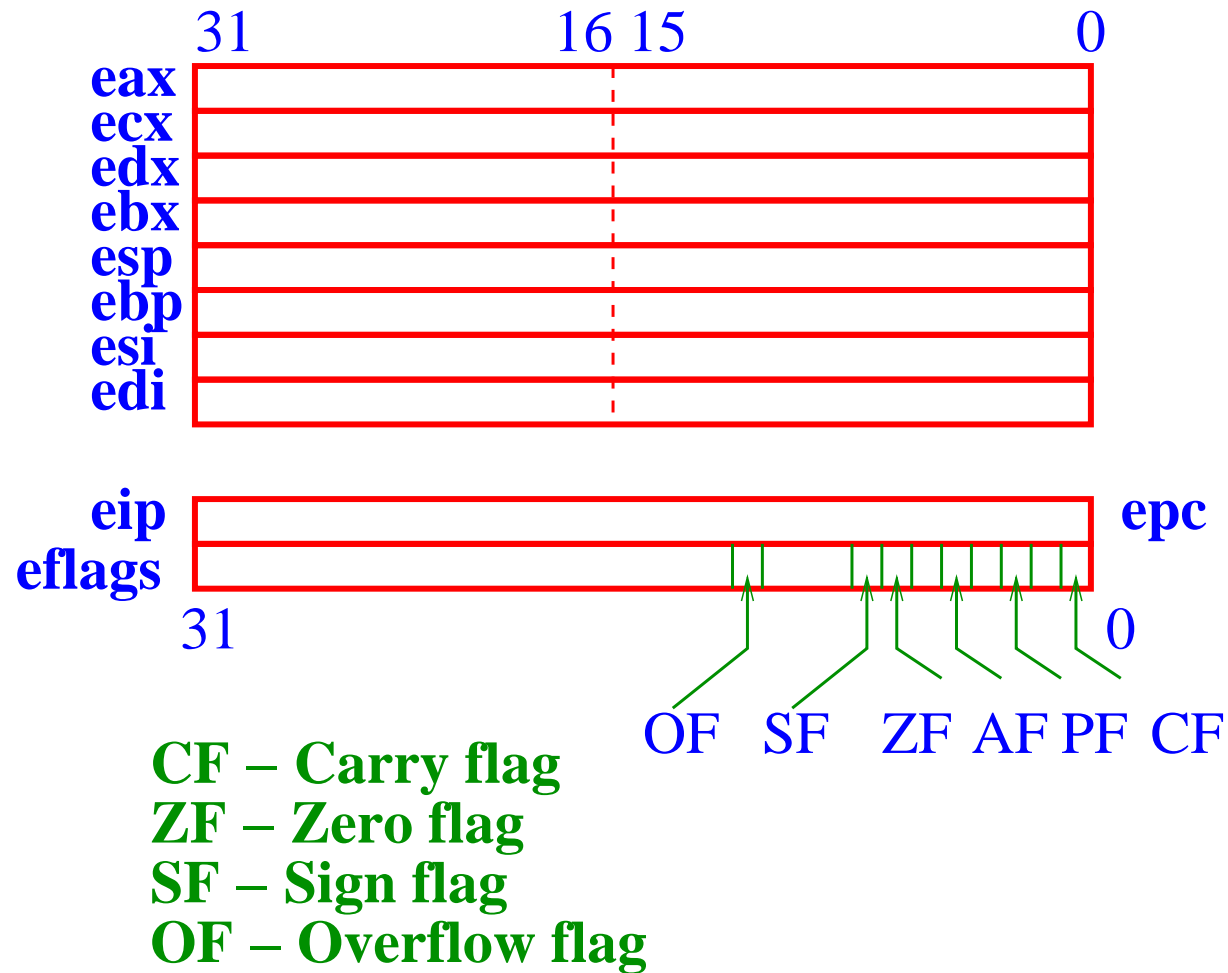 31 16 15 0
eax
ecx
edx
ebx
esp
ebp
esi
edi
eip epc
eflags
31 0
OF SF ZF AF PF CF
CF – Carry flag
ZF – Zero flag
SF – Sign flag
OF – Overflow flag